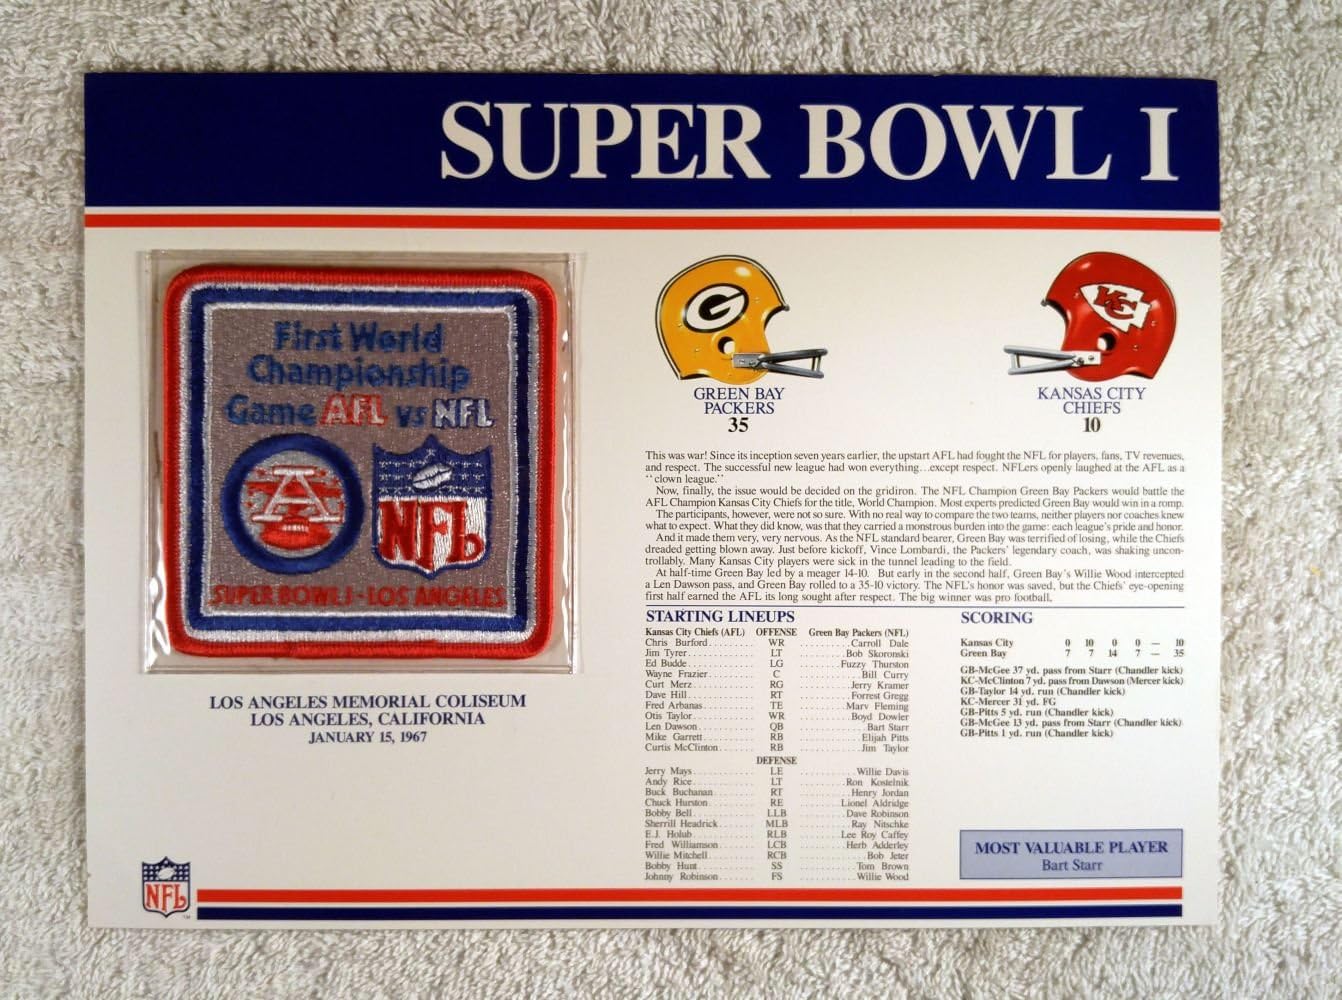 SUPER BOWL I
First World
Championship
Game AFL vs NFL
A
NFL
SUPER BOWL I - LOS ANGELES
LOS ANGELES MEMORIAL COLISEUM
LOS ANGELES, CALIFORNIA
JANUARY 15, 1967
G
GREEN BAY
PACKERS
35
KC
KANSAS CITY
CHIEFS
10
This was war! Since its inception seven years earlier, the upstart AFL had fought the NFL for players, fans, TV revenues,
and respect. The successful new league had won everything...except respect. NFLers openly laughed at the AFL as a
"clown league."
Now, finally, the issue would be decided on the gridiron. The NFL Champion Green Bay Packers would battle the
AFL Champion Kansas City Chiefs for the title, World Champion. Most experts predicted Green Bay would win in a romp.
The participants, however, were not so sure. With no real way to compare the two teams, neither players nor coaches knew
what to expect. What they did know, was that they carried a monstrous burden into the game: each league's pride and honor.
And it made them very, very nervous. As the NFL standard bearer, Green Bay was terrified of losing, while the Chiefs
dreaded getting blown away. Just before kickoff, Vince Lombardi, the Packers' legendary coach, was shaking uncon-
trollably. Many Kansas City players were sick in the tunnel leading to the field.
At half-time Green Bay led by a meager 14-10. But early in the second half, Green Bay's Willie Wood intercepted
a Len Dawson pass, and Green Bay rolled to a 35-10 victory. The NFL's honor was saved, but the Chiefs' eye-opening
first half earned the AFL its long sought after respect. The big winner was pro football.
STARTING LINEUPS
Kansas City Chiefs (AFL) OFFENSE Green Bay Packers (NFL)
Chris Burford......... WR ......... Carroll Dale
Jim Tyrer......... LT ......... Bob Skoronski
Ed Budde......... LG ......... Fuzzy Thurston
Wayne Frazier......... C ......... Bill Curry
Curt Merz......... RG ......... Jerry Kramer
Dave Hill......... RT ......... Forrest Gregg
Fred Arbanas......... TE ......... Marv Fleming
Otis Taylor......... WR ......... Boyd Dowler
Len Dawson......... QB ......... Bart Starr
Mike Garrett......... RB ......... Elijah Pitts
Curtis McClinton......... RB ......... Jim Taylor
DEFENSE
Jerry Mays......... LE ......... Willie Davis
Andy Rice......... LT ......... Ron Kostelnik
Buck Buchanan......... RT ......... Henry Jordan
Chuck Hurston......... RE ......... Lionel Aldridge
Bobby Bell......... LLB ......... Dave Robinson
Sherrill Headrick......... MLB ......... Ray Nitschke
E.J. Holub......... RLB ......... Lee Roy Caffey
Fred Williamson......... LCB ......... Herb Adderley
Willie Mitchell......... RCB ......... Bob Jeter
Bobby Hunt......... SS ......... Tom Brown
Johnny Robinson......... FS ......... Willie Wood
SCORING
Kansas City 0 10 0 0 — 10
Green Bay 7 7 14 7 — 35
GB-McGee 37 yd. pass from Starr (Chandler kick)
KC-McClinton 7 yd. pass from Dawson (Mercer kick)
GB-Taylor 14 yd. run (Chandler kick)
KC-Mercer 31 yd. FG
GB-Pitts 5 yd. run (Chandler kick)
GB-McGee 13 yd. pass from Starr (Chandler kick)
GB-Pitts 1 yd. run (Chandler kick)
MOST VALUABLE PLAYER
Bart Starr
NFL
TM